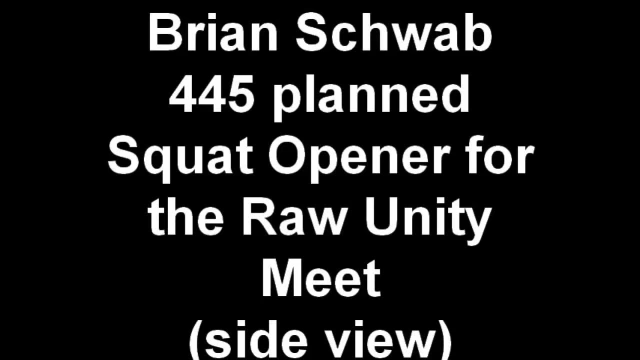 Brian Schwab
445 planned
Squat Opener for
the Raw Unity
Meet
(side view)